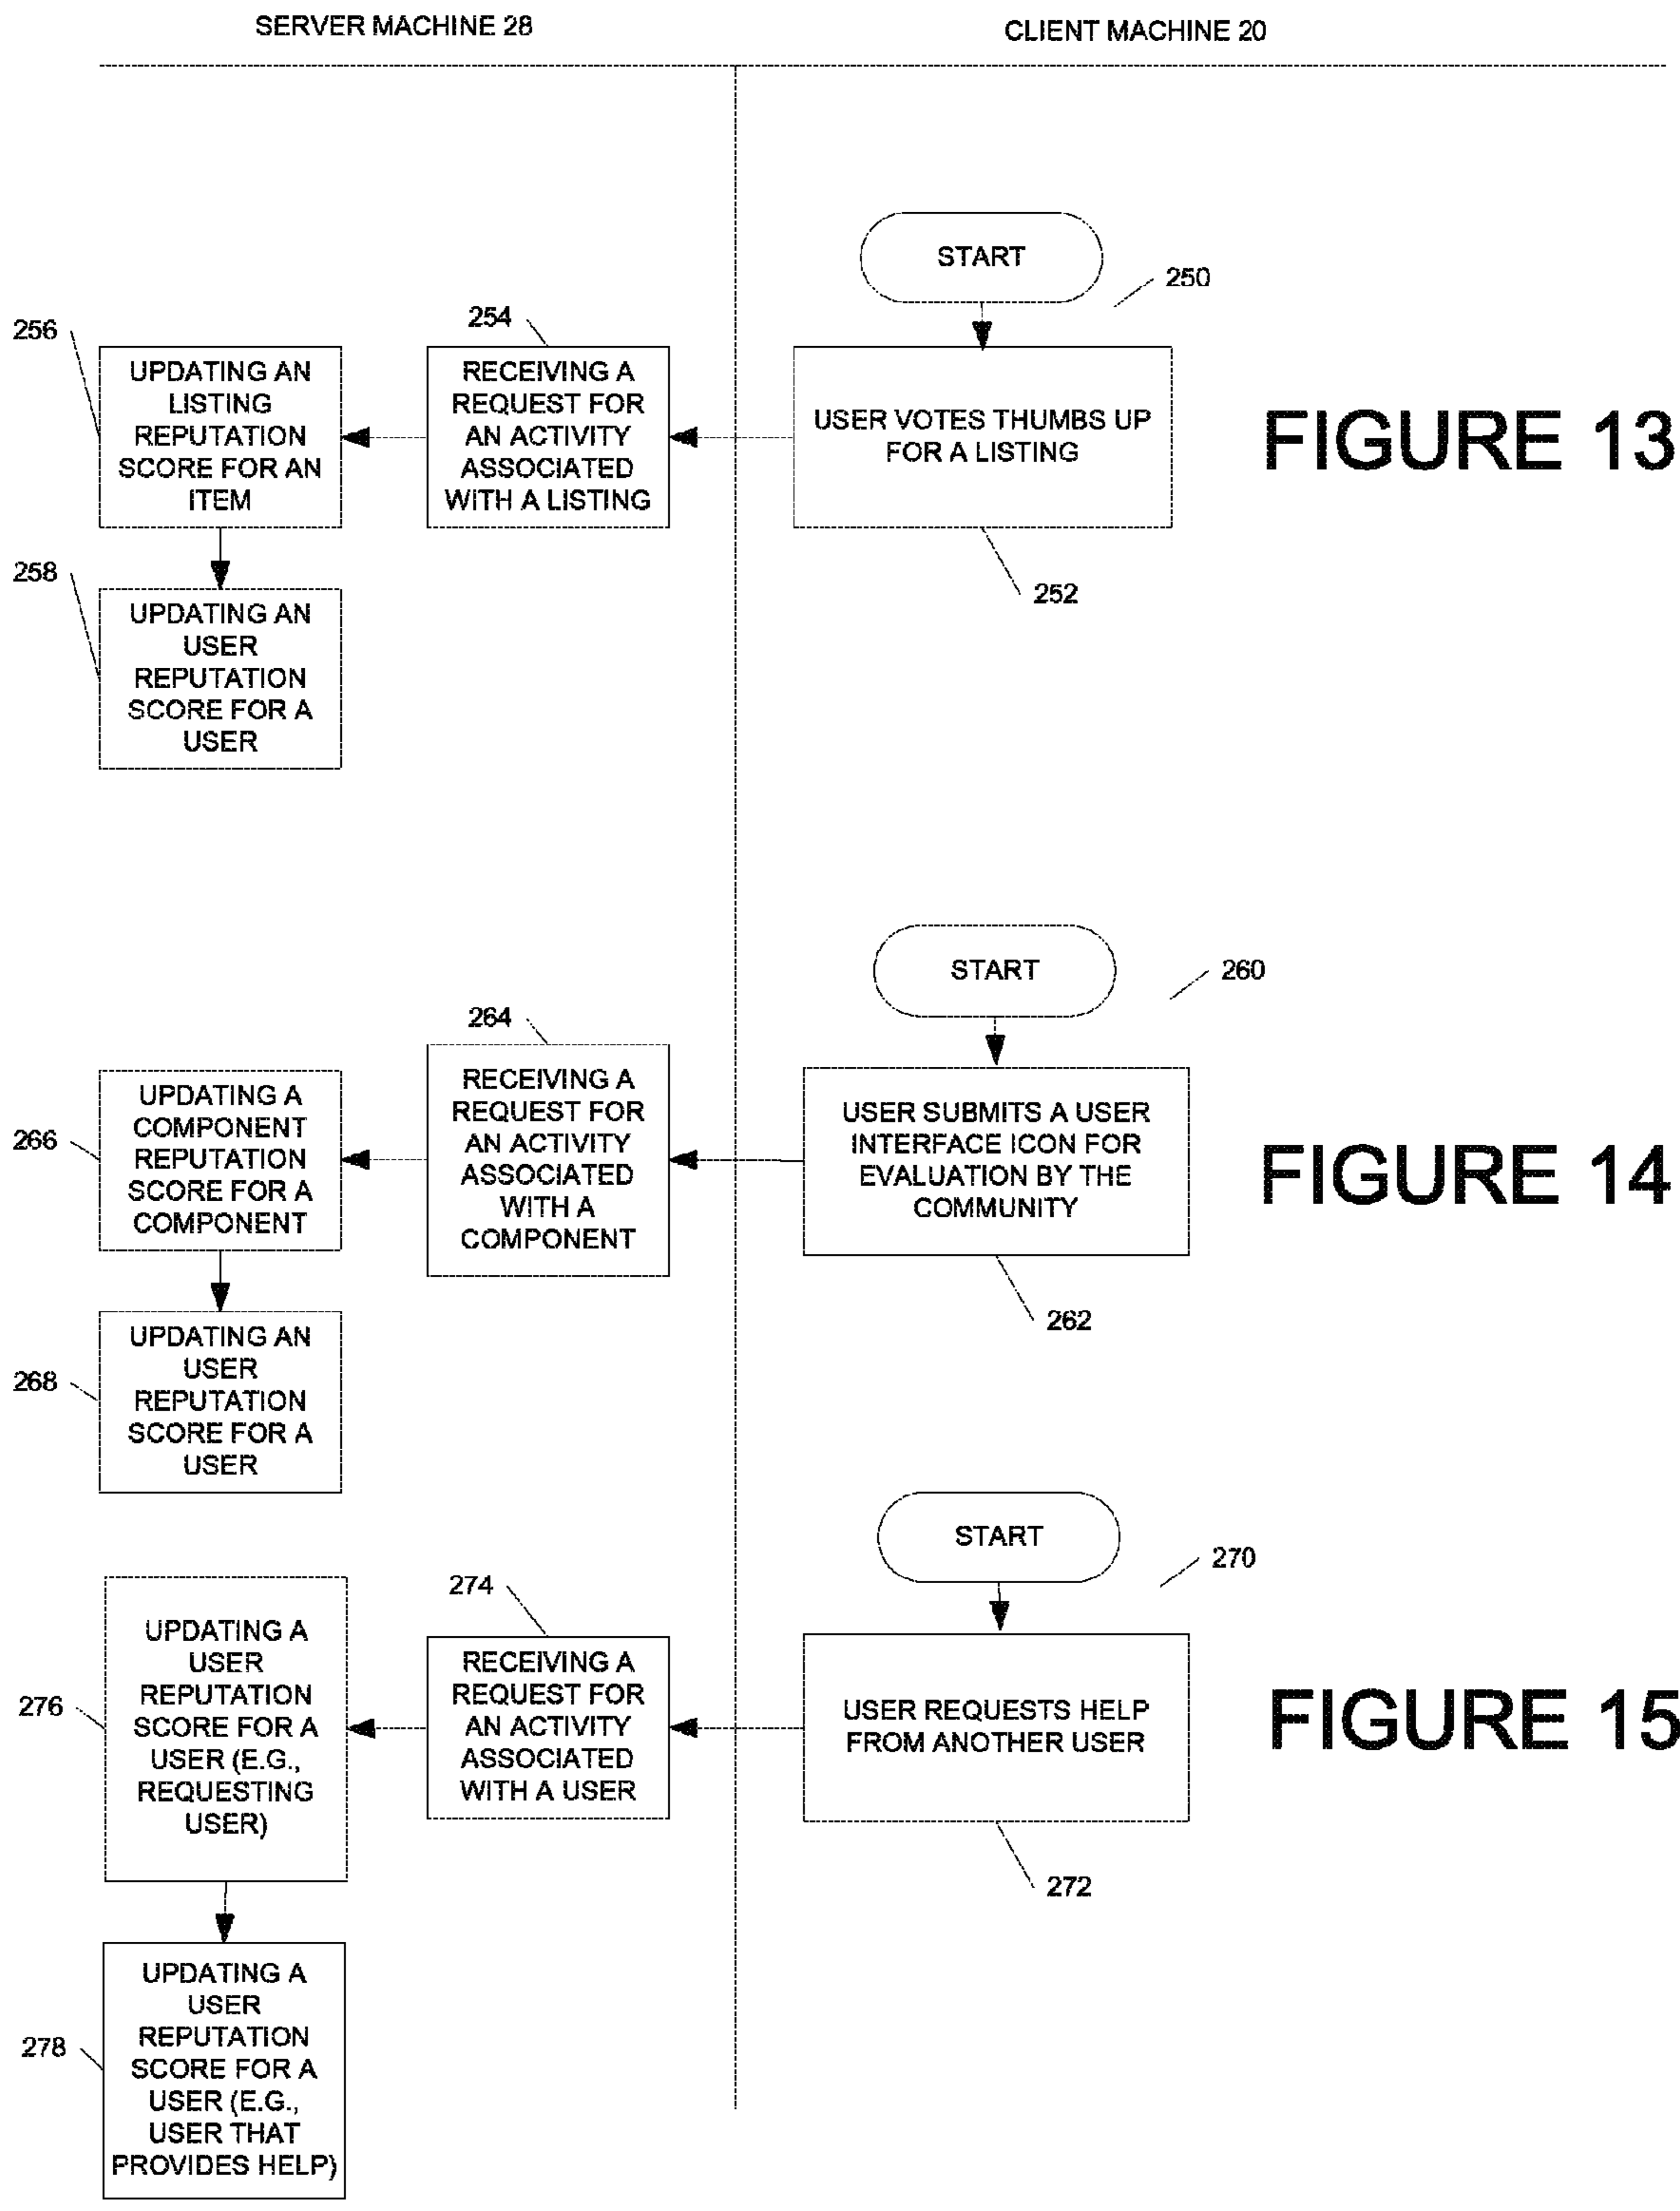 SERVER MACHINE 28
CLIENT MACHINE 20
START
250
254
256
UPDATING AN
LISTING
REPUTATION
SCORE FOR AN
ITEM
RECEIVING A
REQUEST FOR
AN ACTIVITY
ASSOCIATED
WITH A LISTING
USER VOTES THUMBS UP
FOR A LISTING
FIGURE 13
258
252
UPDATING AN
USER
REPUTATION
SCORE FOR A
USER
START
260
264
266
UPDATING A
COMPONENT
REPUTATION
SCORE FOR A
COMPONENT
RECEIVING A
REQUEST FOR
AN ACTIVITY
ASSOCIATED
WITH A
COMPONENT
USER SUBMITS A USER
INTERFACE ICON FOR
EVALUATION BY THE
COMMUNITY
FIGURE 14
262
268
UPDATING AN
USER
REPUTATION
SCORE FOR A
USER
START
270
274
276
UPDATING A
USER
REPUTATION
SCORE FOR A
USER (E.G.,
REQUESTING
USER)
RECEIVING A
REQUEST FOR
AN ACTIVITY
ASSOCIATED
WITH A USER
USER REQUESTS HELP
FROM ANOTHER USER
FIGURE 15
272
278
UPDATING A
USER
REPUTATION
SCORE FOR A
USER (E.G.,
USER THAT
PROVIDES HELP)